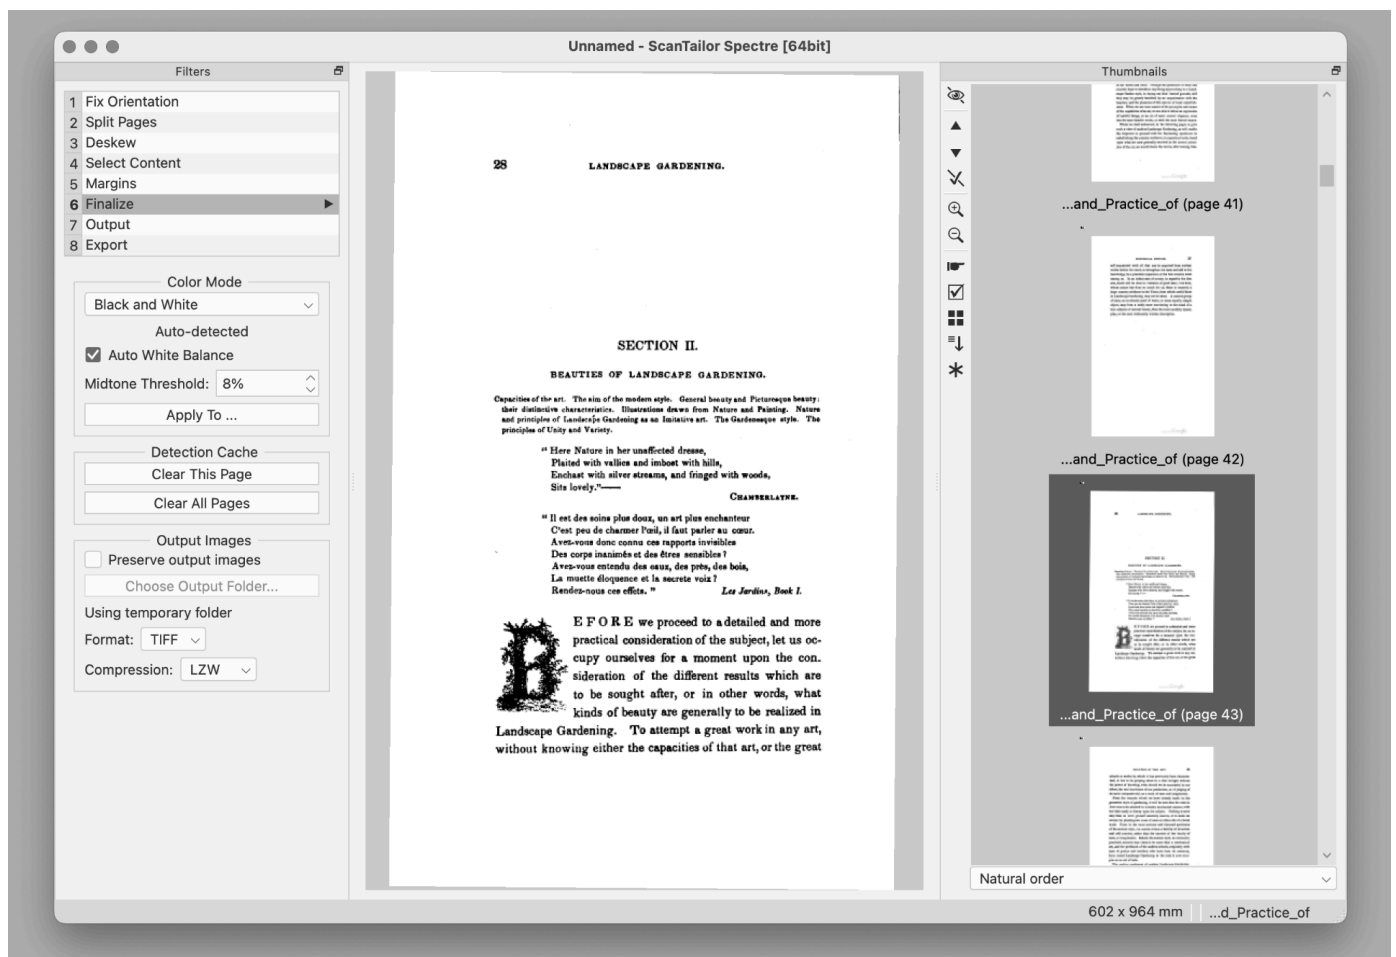 Unnamed - ScanTailor Spectre [64bit]
Filters
1 Fix Orientation
2 Split Pages
3 Deskew
4 Select Content
5 Margins
6 Finalize
7 Output
8 Export
Color Mode
Black and White
Auto-detected
Auto White Balance
Midtone Threshold: 8%
Apply To ...
Detection Cache
Clear This Page
Clear All Pages
Output Images
Preserve output images
Choose Output Folder...
Using temporary folder
Format: TIFF
Compression: LZW
28 LANDSCAPE GARDENING.
SECTION II.
BEAUTIES OF LANDSCAPE GARDENING.
Capacities of the art. The aim of the modern style. General beauty and Picturesque beauty:
their distinctive characteristics. Illustrations drawn from Nature and Painting. Nature
and principles of Landscape Gardening as an Imitative art. The Gardenesque style. The
principles of Unity and Variety.
“ Here Nature in her unaffected dresse,
Plaited with vallies and imbost with hills,
Enchast with silver streams, and fringed with woods,
Sits lovely.”——
CHAMBERLAYNE.
“ Il est des soins plus doux, un art plus enchanteur
C'est peu de charmer l'œil, il faut parler au cœur.
Avez-vous donc connu ces rapports invisibles
Des corps inanimés et des êtres sensibles ?
Avez-vous entendu des eaux, des prés, des bois,
La muette éloquence et la secrete voix ?
Rendez-nous ces effets. ” Les Jardins, Book I.
BEFORE we proceed to a detailed and more
practical consideration of the subject, let us oc-
cupy ourselves for a moment upon the con.
sideration of the different results which are
to be sought after, or in other words, what
kinds of beauty are generally to be realized in
Landscape Gardening. To attempt a great work in any art,
without knowing either the capacities of that art, or the great
Thumbnails
...and_Practice_of (page 41)
...and_Practice_of (page 42)
...and_Practice_of (page 43)
Natural order
602 x 964 mm
...d_Practice_of